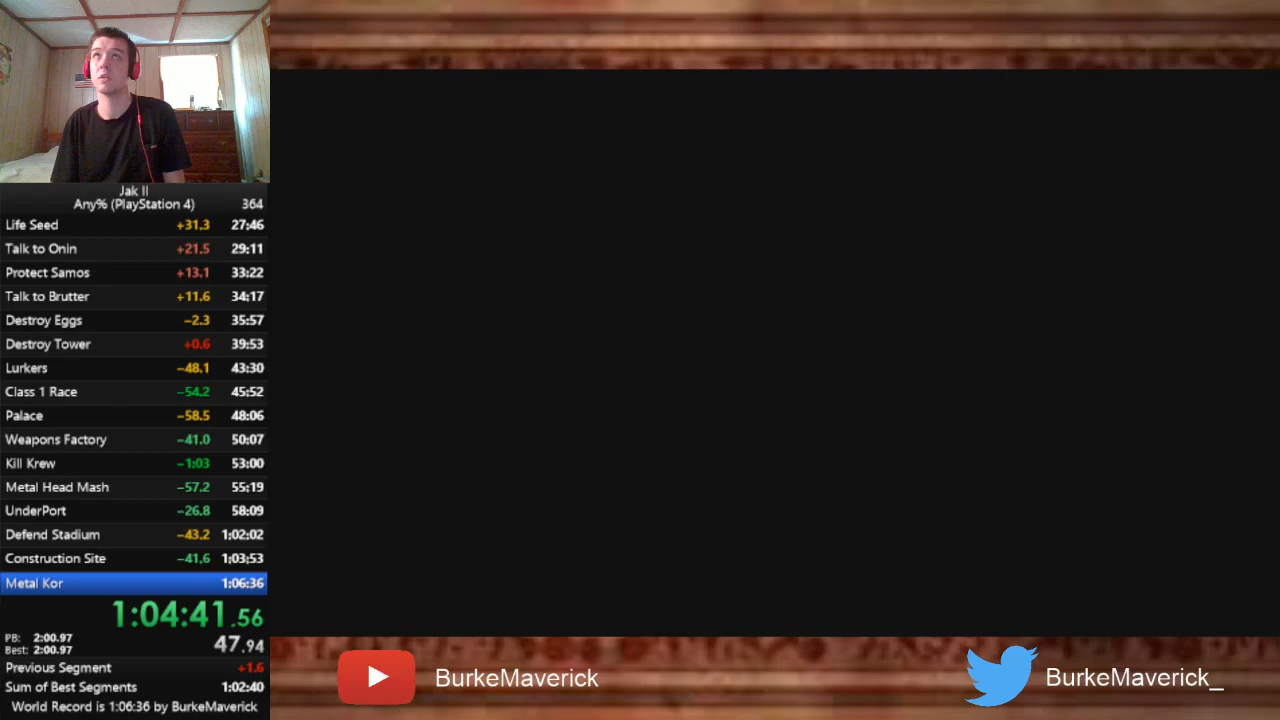 Jak II
Any% (PlayStation 4) 364
Life Seed +31.3 27:46
Talk to Onin +21.5 29:11
Protect Samos +13.1 33:22
Talk to Brutter +11.6 34:17
Destroy Eggs −2.3 35:57
Destroy Tower +0.6 39:53
Lurkers −48.1 43:30
Class 1 Race −54.2 45:52
Palace −58.5 48:06
Weapons Factory −41.0 50:07
Kill Krew −1:03 53:00
Metal Head Mash −57.2 55:19
UnderPort −26.8 58:09
Defend Stadium −43.2 1:02:02
Construction Site −41.6 1:03:53
Metal Kor 1:06:36
1:04:41.56
PB: 2:00.97
Best: 2:00.97
47.94
Previous Segment +1.6
Sum of Best Segments 1:02:40
World Record is 1:06:36 by BurkeMaverick
BurkeMaverick
BurkeMaverick_